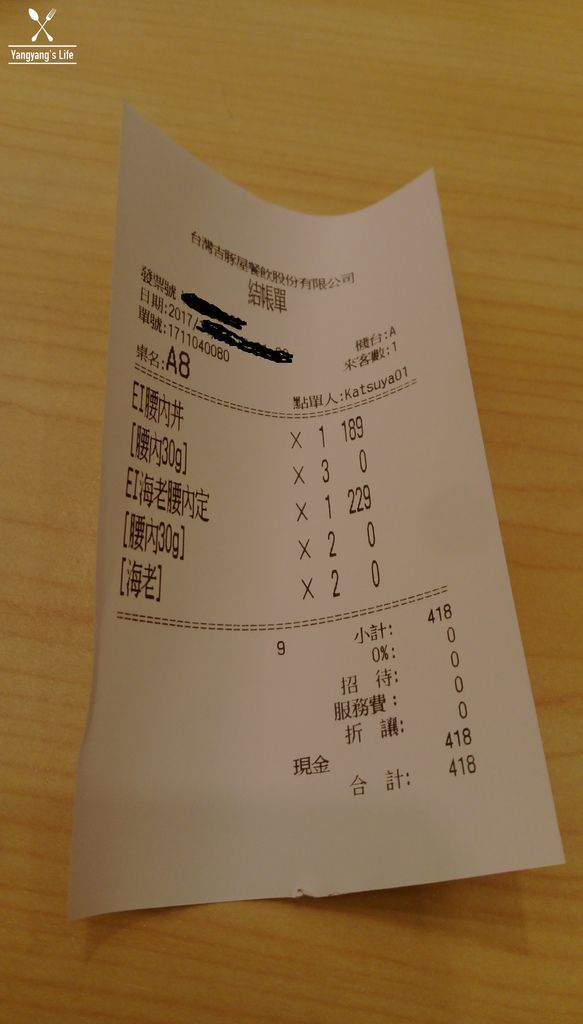 Yangyang's Life
台灣吉豚屋餐飲股份有限公司
結帳單
發票號
日期:2017/
機台:A
單號:1711040080
來客數:1
桌名:A8
點單人:Katsuya01
EI腰內丼 X 1 189
[腰內30g] X 3 0
EI海老腰內定 X 1 229
[腰內30g] X 2 0
[海老] X 2 0
9 小計: 418
0%: 0
招 待: 0
服務費: 0
折 讓: 0
現金 418
合 計: 418